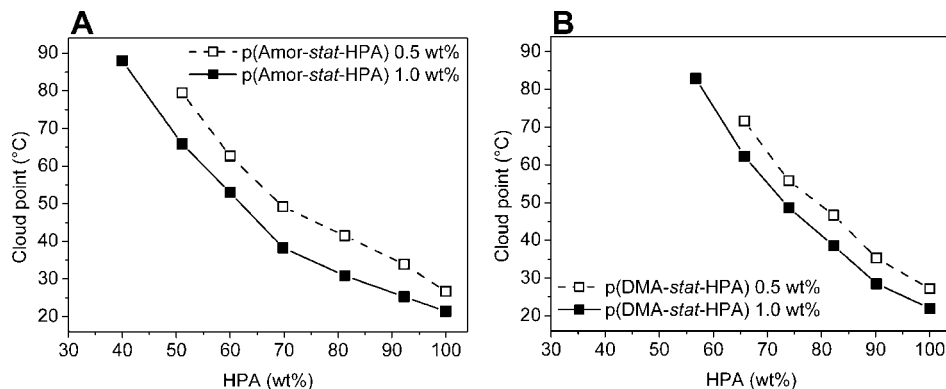 A
p(Amor-stat-HPA) 0.5 wt%
p(Amor-stat-HPA) 1.0 wt%
Cloud point (°C)
90
80
70
60
50
40
30
20
30 40 50 60 70 80 90 100
HPA (wt%)
B
p(DMA-stat-HPA) 0.5 wt%
p(DMA-stat-HPA) 1.0 wt%
Cloud point (°C)
90
80
70
60
50
40
30
20
30 40 50 60 70 80 90 100
HPA (wt%)